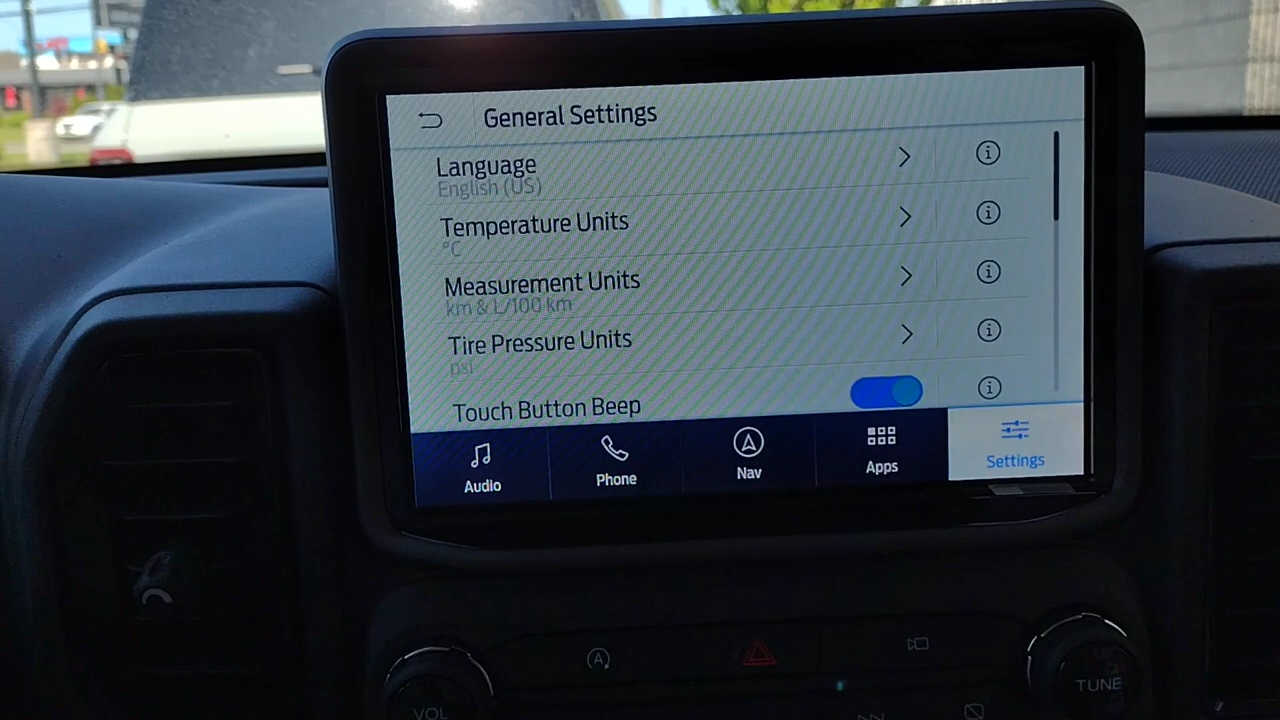 General Settings
Language
English (US)
Temperature Units
°C
Measurement Units
km & L/100 km
Tire Pressure Units
psi
Touch Button Beep
Audio
Phone
Nav
Apps
Settings
VOL
TUNE